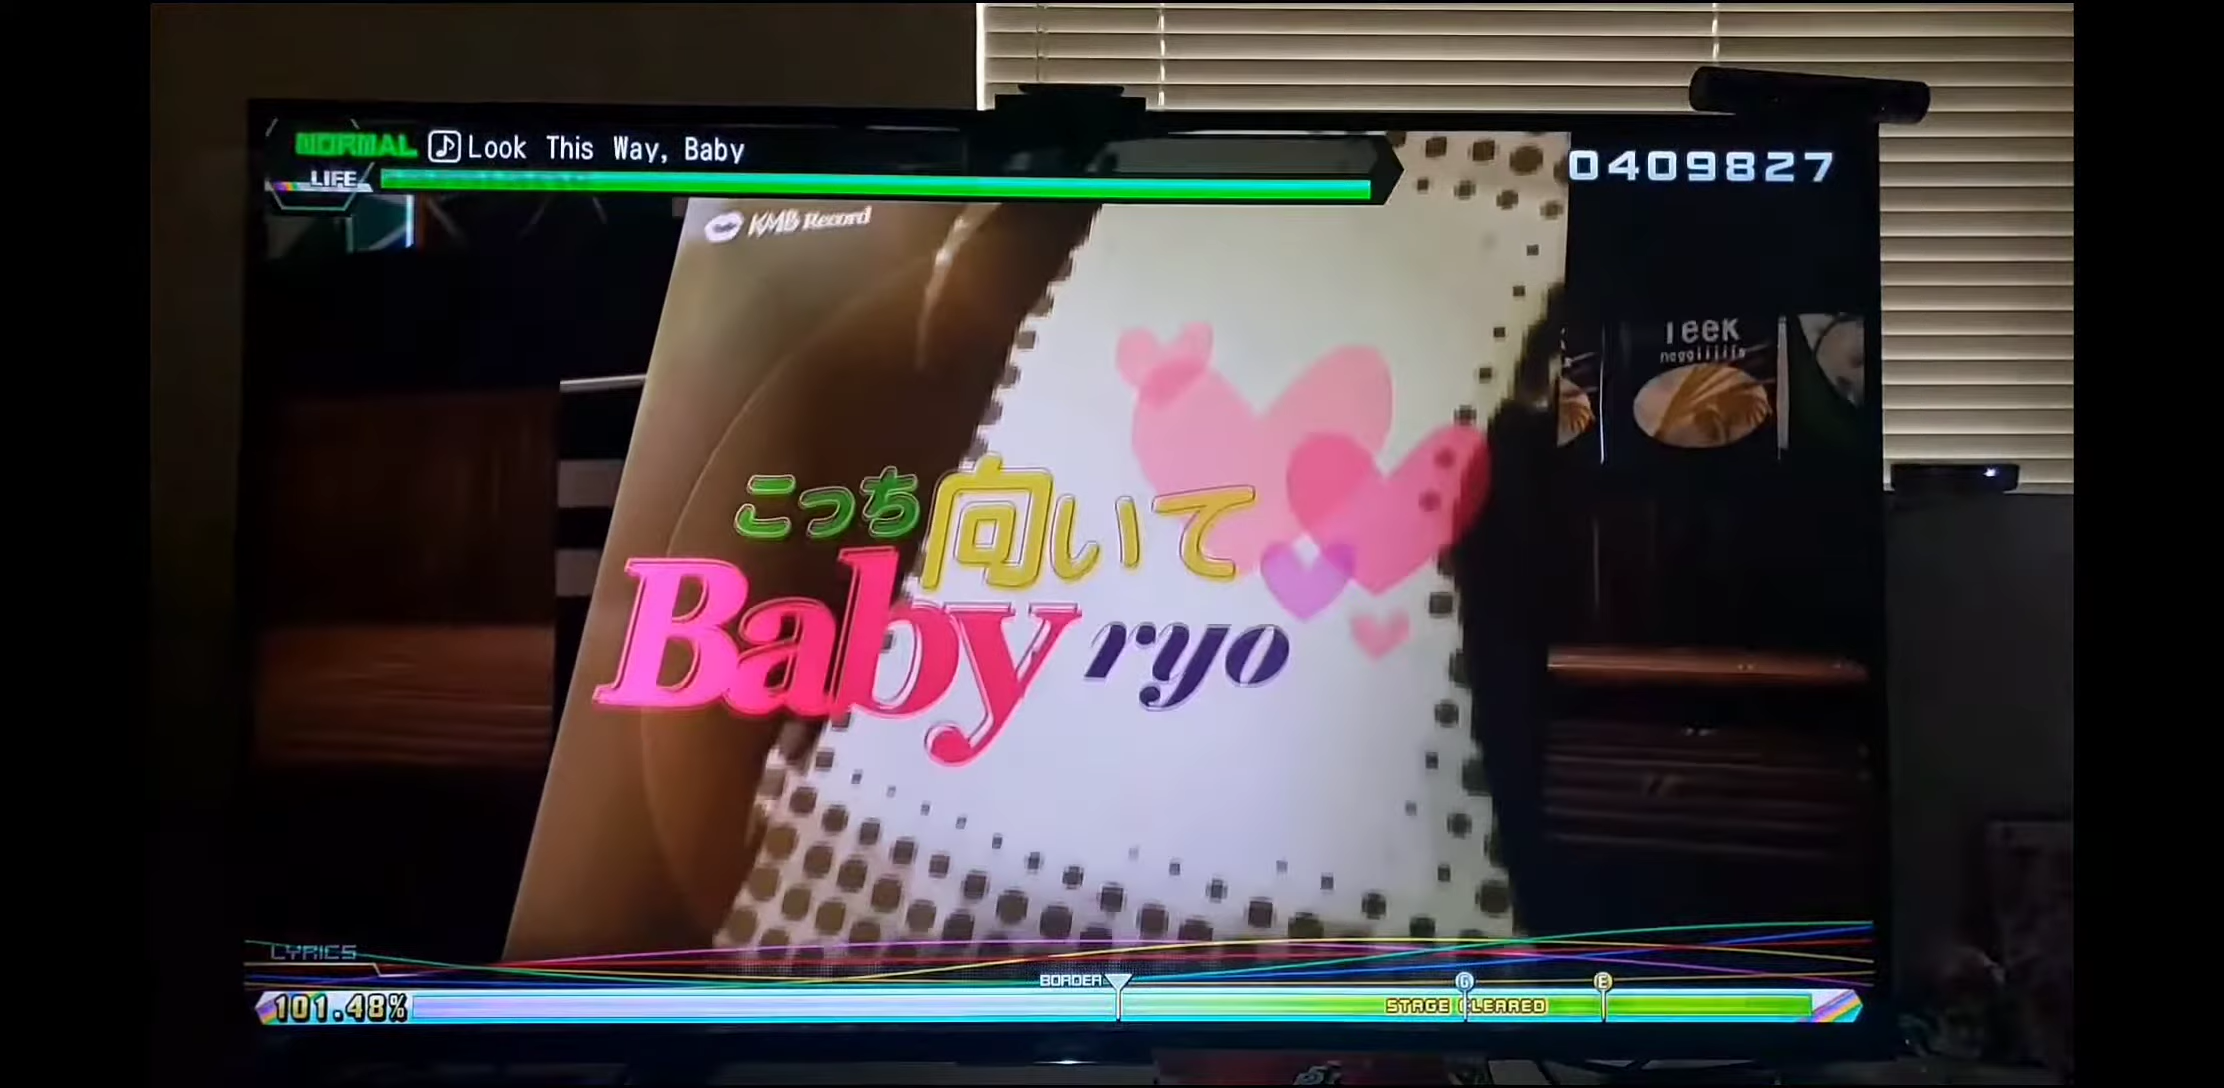 NORMAL ♪ Look This Way, Baby
0409827
LIFE
KMB Record
こっち向いて
Baby ryo
Teek
LYRICS
BORDER
G
E
101.48%
STAGE CLEARED